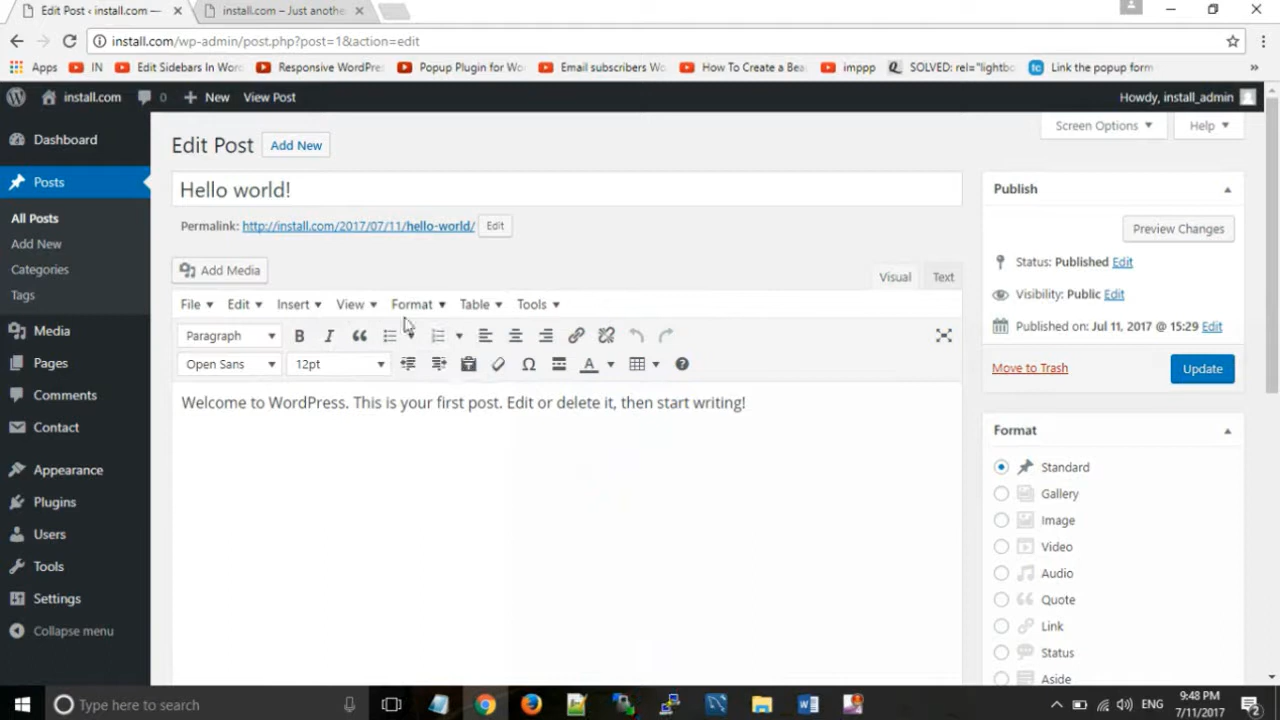 Edit Post ‹ install.com —
install.com – Just anothe
install.com/wp-admin/post.php?post=1&action=edit
Apps
IN
Edit Sidebars In Wor
Responsive WordPre
Popup Plugin for Wo
Email subscribers Wo
How To Create a Bea
imppp
SOLVED: rel="lightbo
Link the popup form
»
install.com
0
New
View Post
Howdy, install_admin
Dashboard
Posts
All Posts
Add New
Categories
Tags
Media
Pages
Comments
Contact
Appearance
Plugins
Users
Tools
Settings
Collapse menu
Screen Options
Help
Edit Post
Add New
Hello world!
Permalink: http://install.com/2017/07/11/hello-world/ Edit
Add Media
Visual
Text
File
Edit
Insert
View
Format
Table
Tools
Paragraph
B
I
Open Sans
12pt
Ω
A
Welcome to WordPress. This is your first post. Edit or delete it, then start writing!
Publish
Preview Changes
Status: Published Edit
Visibility: Public Edit
Published on: Jul 11, 2017 @ 15:29 Edit
Move to Trash
Update
Format
Standard
Gallery
Image
Video
Audio
Quote
Link
Status
Aside
Type here to search
ENG
9:48 PM
7/11/2017
2